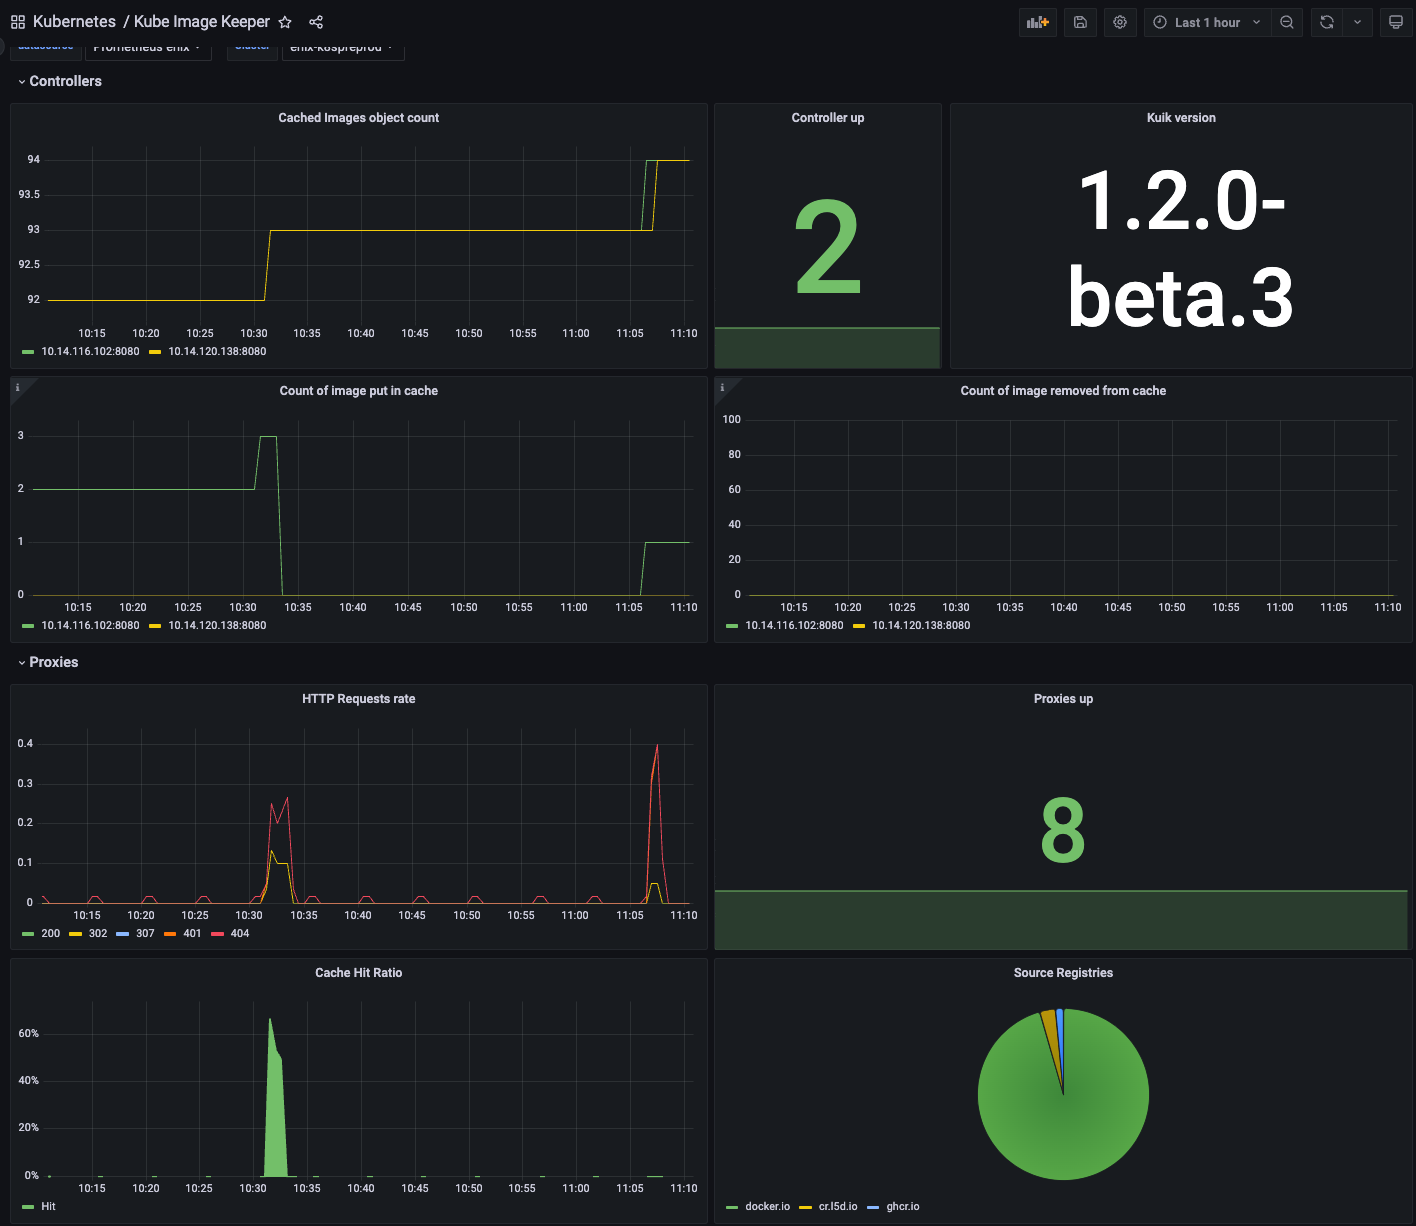 Kubernetes / Kube Image Keeper
Last 1 hour
datasource Prometheus enix Cluster enix-k8spreprod
Controllers
Cached Images object count
94
93.5
93
92.5
92
10:15 10:20 10:25 10:30 10:35 10:40 10:45 10:50 10:55 11:00 11:05 11:10
10.14.116.102:8080 10.14.120.138:8080
Controller up
2
Kuik version
1.2.0-
beta.3
i
Count of image put in cache
3
2
1
0
10:15 10:20 10:25 10:30 10:35 10:40 10:45 10:50 10:55 11:00 11:05 11:10
10.14.116.102:8080 10.14.120.138:8080
i
Count of image removed from cache
100
80
60
40
20
0
10:15 10:20 10:25 10:30 10:35 10:40 10:45 10:50 10:55 11:00 11:05 11:10
10.14.116.102:8080 10.14.120.138:8080
Proxies
HTTP Requests rate
0.4
0.3
0.2
0.1
0
10:15 10:20 10:25 10:30 10:35 10:40 10:45 10:50 10:55 11:00 11:05 11:10
200 302 307 401 404
Proxies up
8
Cache Hit Ratio
60%
40%
20%
0%
10:15 10:20 10:25 10:30 10:35 10:40 10:45 10:50 10:55 11:00 11:05 11:10
Hit
Source Registries
docker.io cr.l5d.io ghcr.io